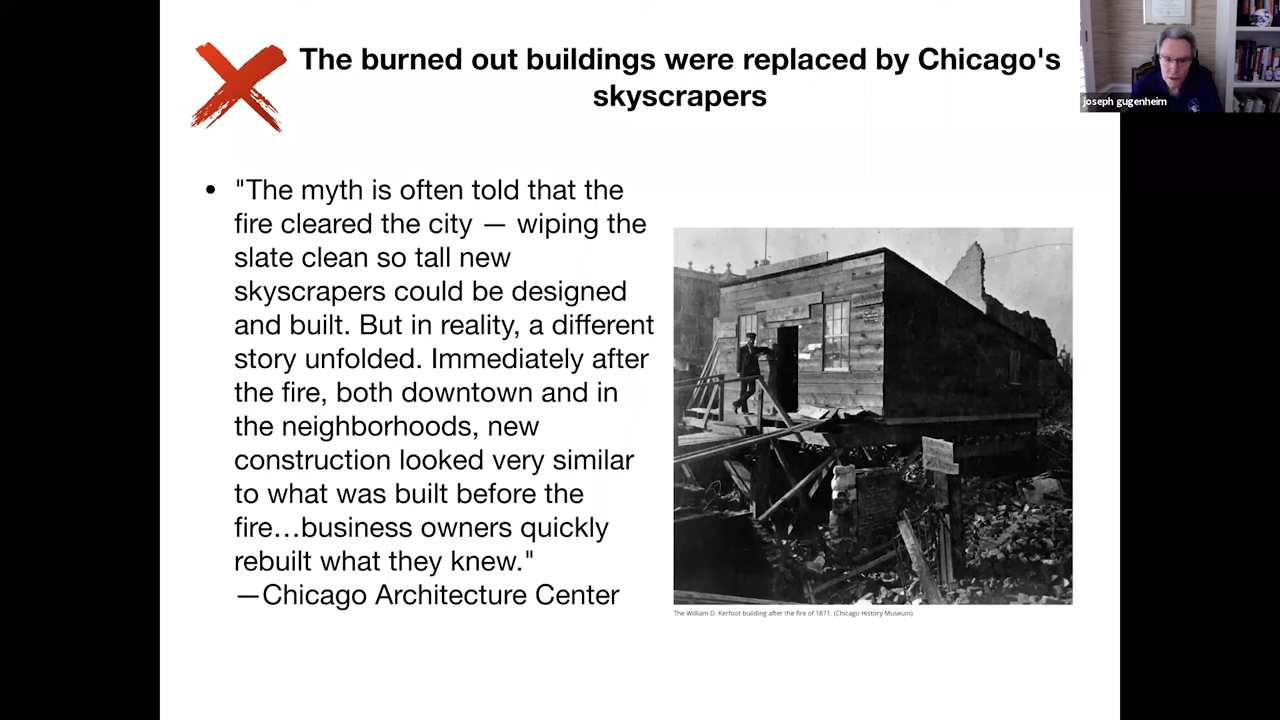 The burned out buildings were replaced by Chicago's
skyscrapers
joseph gugenheim
• "The myth is often told that the
fire cleared the city — wiping the
slate clean so tall new
skyscrapers could be designed
and built. But in reality, a different
story unfolded. Immediately after
the fire, both downtown and in
the neighborhoods, new
construction looked very similar
to what was built before the
fire…business owners quickly
rebuilt what they knew."
—Chicago Architecture Center
The William D. Kerfoot building after the fire of 1871. (Chicago History Museum)